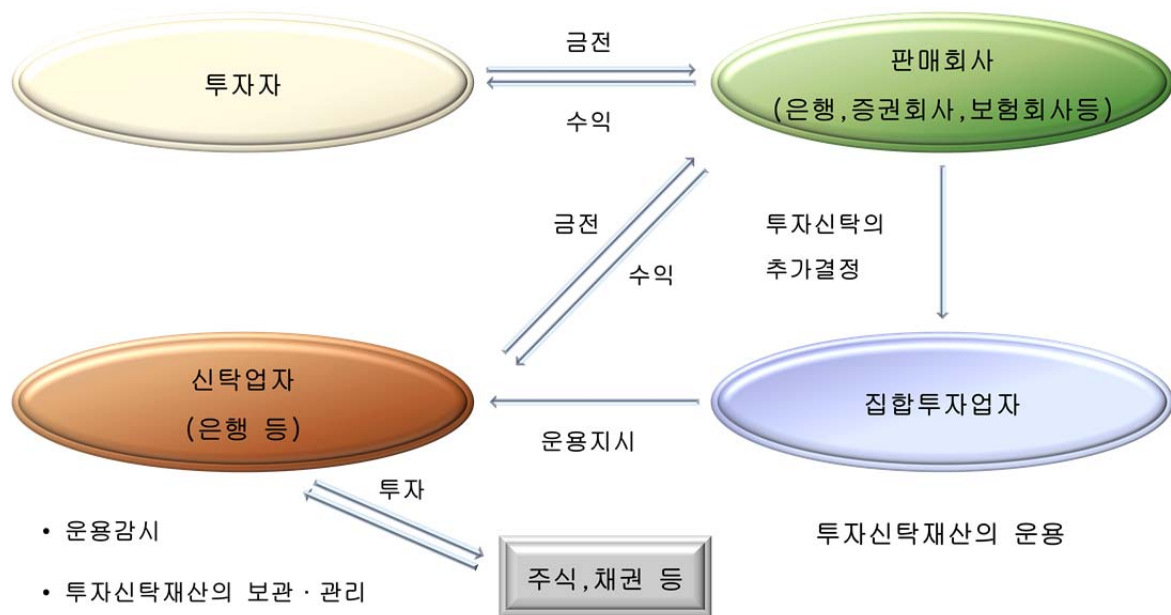 투자자
금전
수익
판매회사
(은행,증권회사,보험회사등)
금전
수익
투자신탁의
추가결정
신탁업자
(은행 등)
운용지시
집합투자업자
투자
• 운용감시
• 투자신탁재산의 보관 · 관리
주식,채권 등
투자신탁재산의 운용